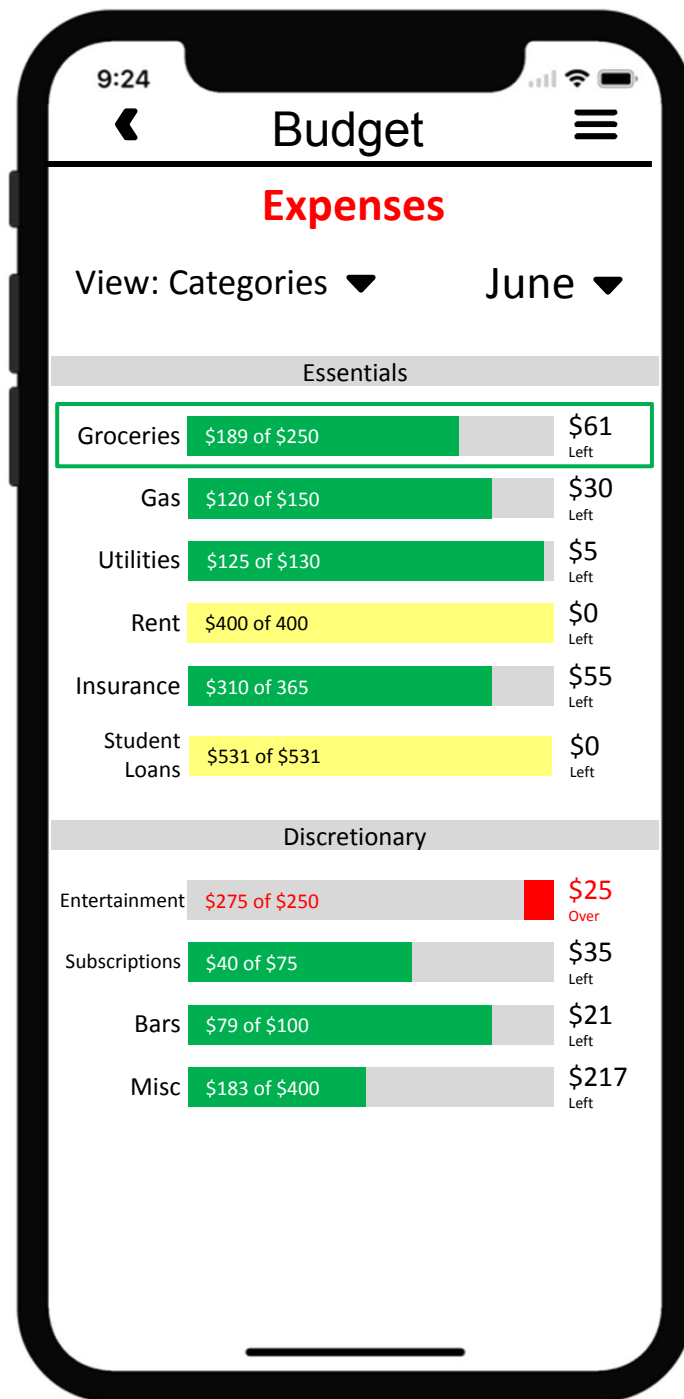 9:24
Budget
Expenses
View: Categories
June
Essentials
Groceries $189 of $250 $61 Left
Gas $120 of $150 $30 Left
Utilities $125 of $130 $5 Left
Rent $400 of 400 $0 Left
Insurance $310 of 365 $55 Left
Student Loans $531 of $531 $0 Left
Discretionary
Entertainment $275 of $250 $25 Over
Subscriptions $40 of $75 $35 Left
Bars $79 of $100 $21 Left
Misc $183 of $400 $217 Left